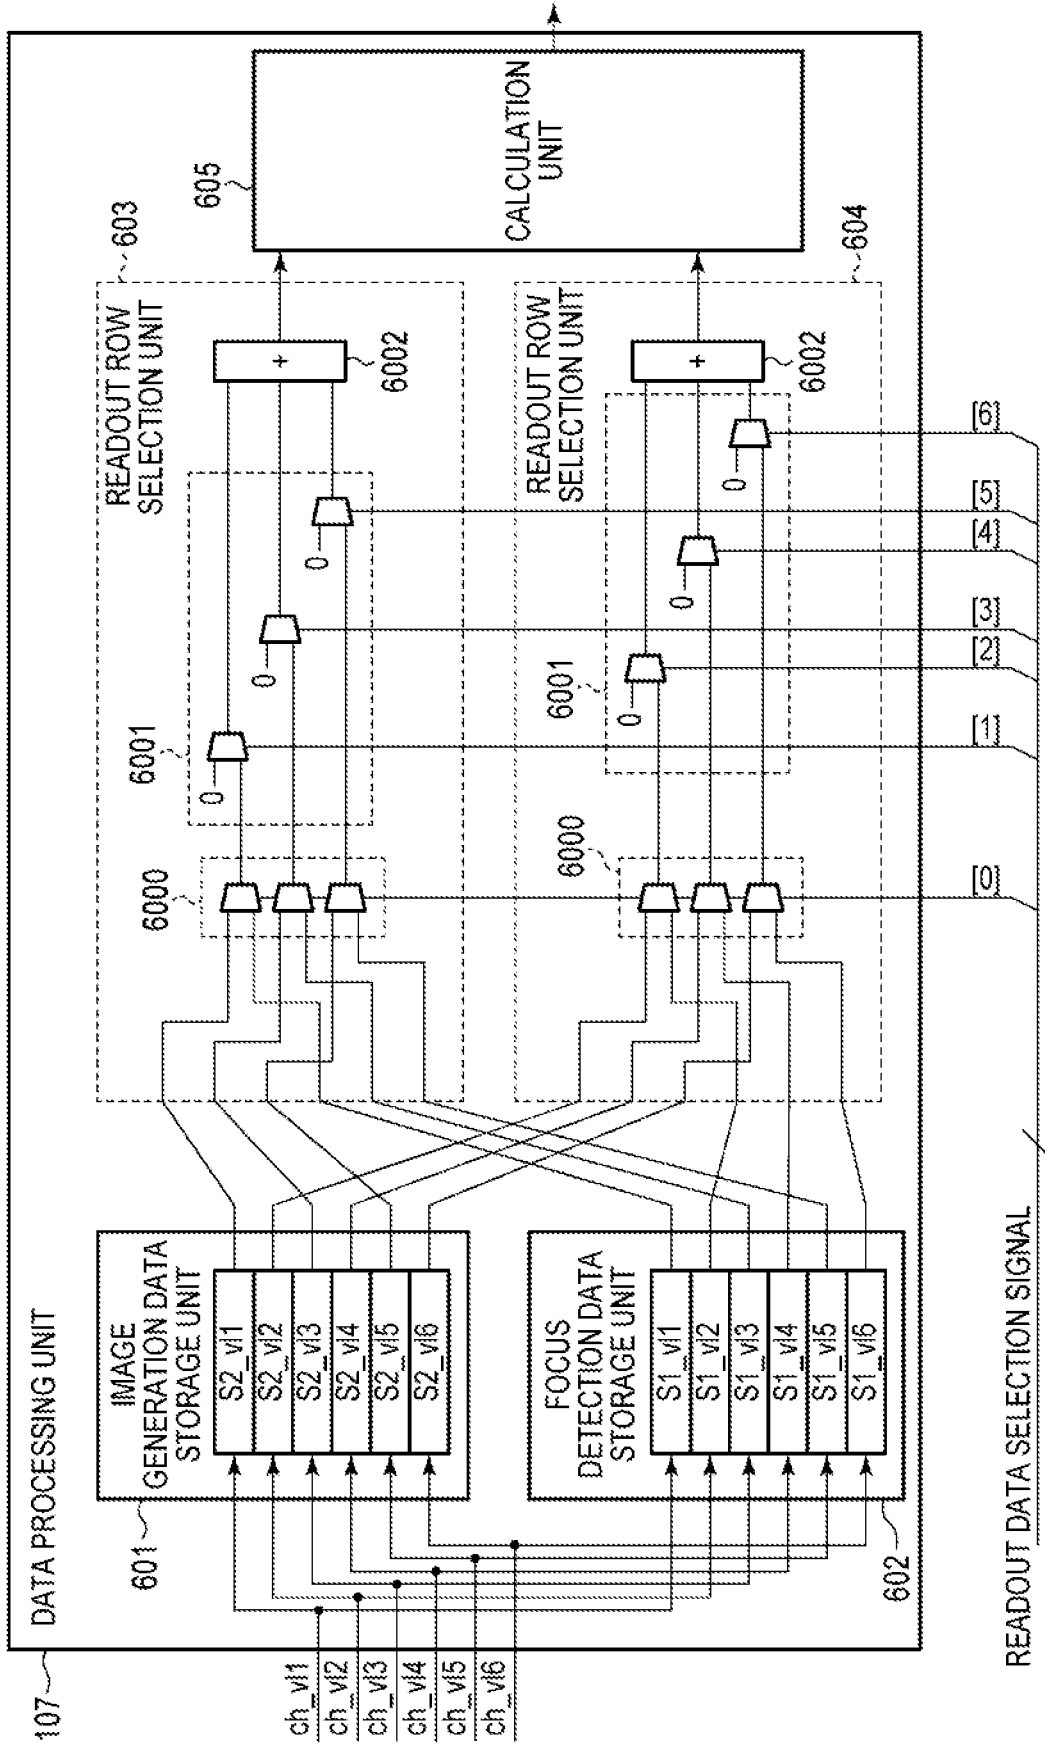 107
DATA PROCESSING UNIT
ch_vl1
ch_vl2
ch_vl3
ch_vl4
ch_vl5
ch_vl6
601
IMAGE
GENERATION DATA
STORAGE UNIT
S2_vl1
S2_vl2
S2_vl3
S2_vl4
S2_vl5
S2_vl6
602
FOCUS
DETECTION DATA
STORAGE UNIT
S1_vl1
S1_vl2
S1_vl3
S1_vl4
S1_vl5
S1_vl6
603
READOUT ROW
SELECTION UNIT
6000
6001
0
0
0
+
6002
604
READOUT ROW
SELECTION UNIT
6000
6001
0
0
0
+
6002
605
CALCULATION
UNIT
READOUT DATA SELECTION SIGNAL
[0]
[1]
[2]
[3]
[4]
[5]
[6]